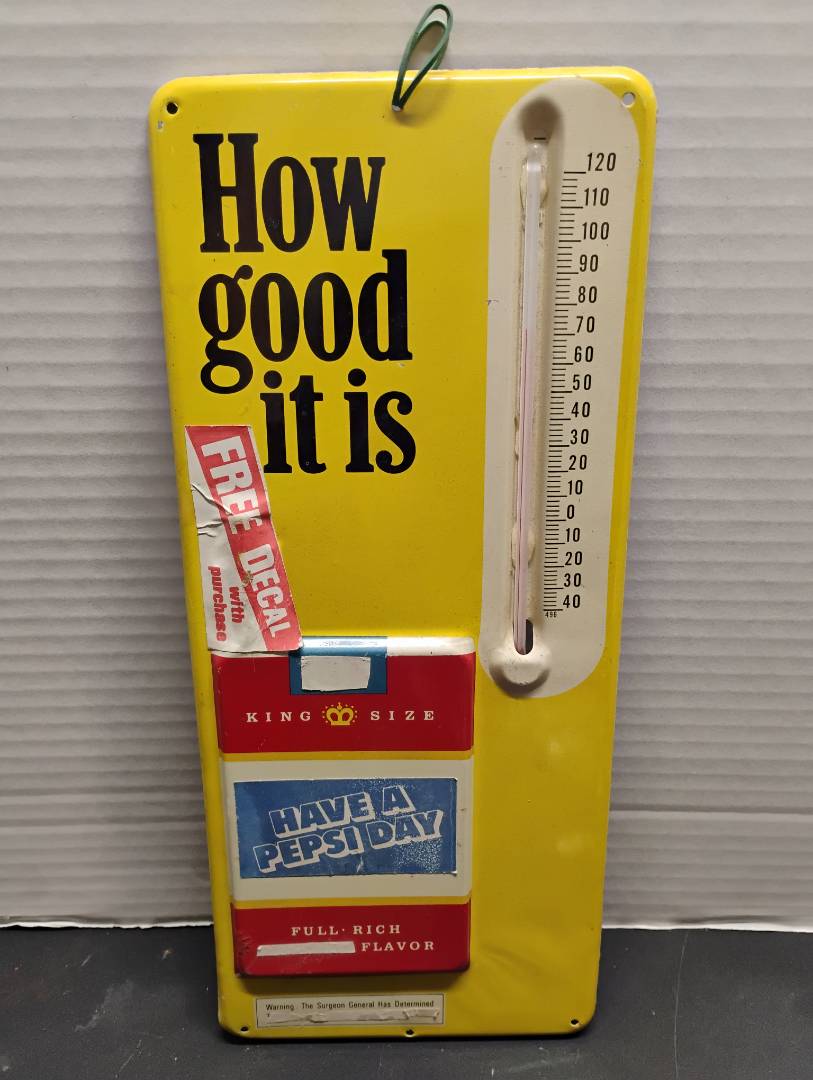 How
good
it is
120
110
100
90
80
70
60
50
40
30
20
10
0
10
20
30
40
496
FREE DECAL
with
purchase
KING SIZE
HAVE A
PEPSI DAY
FULL· RICH
FLAVOR
Warning: The Surgeon General Has Determined